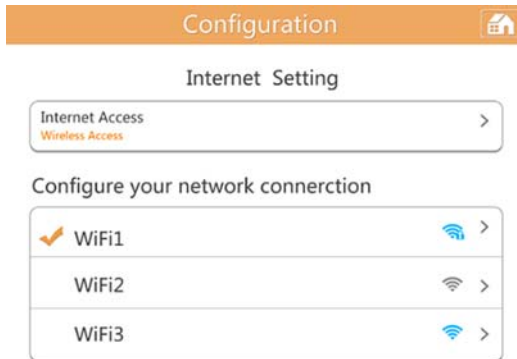 Configuration
Internet Setting
Internet Access
Wireless Access
Configure your network connerction
WiFi1
WiFi2
WiFi3